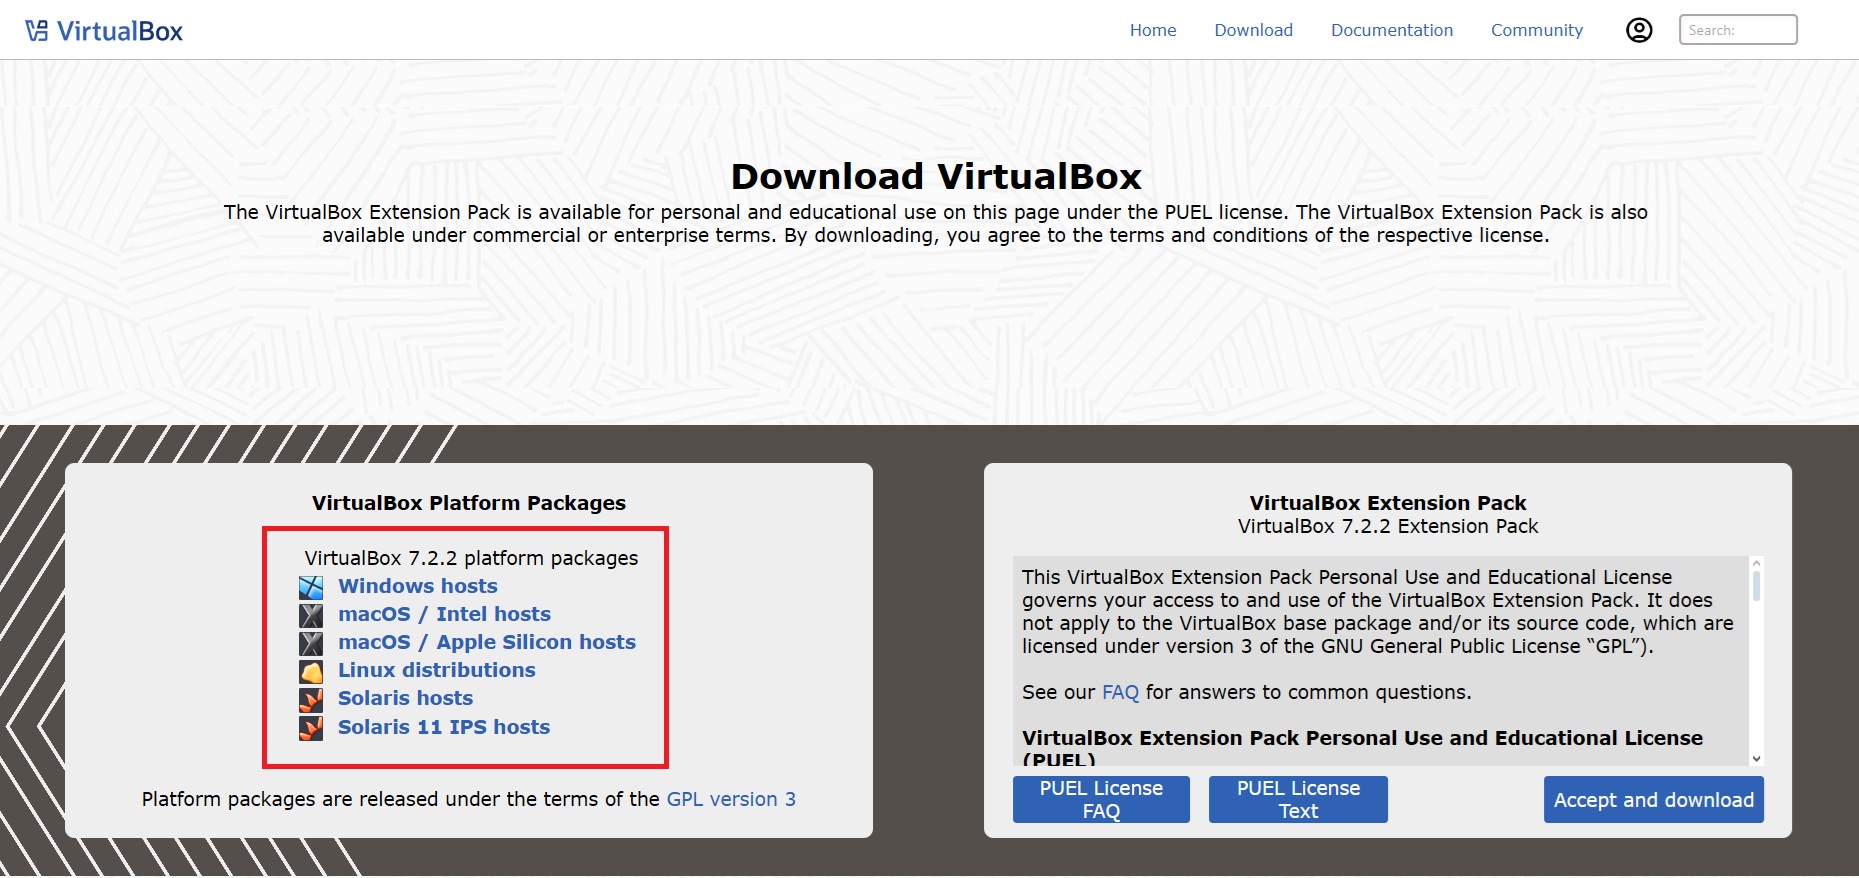 VirtualBox
Home
Download
Documentation
Community
Search:
Download VirtualBox
The VirtualBox Extension Pack is available for personal and educational use on this page under the PUEL license. The VirtualBox Extension Pack is also
available under commercial or enterprise terms. By downloading, you agree to the terms and conditions of the respective license.
VirtualBox Platform Packages
VirtualBox 7.2.2 platform packages
Windows hosts
macOS / Intel hosts
macOS / Apple Silicon hosts
Linux distributions
Solaris hosts
Solaris 11 IPS hosts
Platform packages are released under the terms of the GPL version 3
VirtualBox Extension Pack
VirtualBox 7.2.2 Extension Pack
This VirtualBox Extension Pack Personal Use and Educational License
governs your access to and use of the VirtualBox Extension Pack. It does
not apply to the VirtualBox base package and/or its source code, which are
licensed under version 3 of the GNU General Public License “GPL”).
See our FAQ for answers to common questions.
VirtualBox Extension Pack Personal Use and Educational License
(PUEL)
PUEL License
FAQ
PUEL License
Text
Accept and download